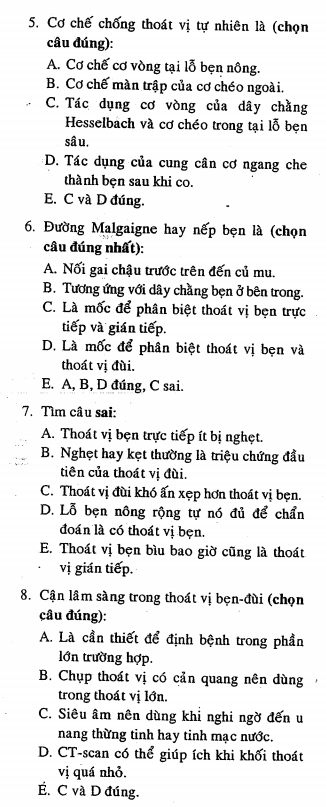 5. Cơ chế chống thoát vị tự nhiên là (chọn
câu đúng):
A. Cơ chế cơ vòng tại lỗ bẹn nông.
B. Cơ chế màn trập của cơ chéo ngoài.
C. Tác dụng cơ vòng của dây chằng
Hesselbach và cơ chéo trong tại lỗ bẹn
sâu.
D. Tác dụng của cung cân cơ ngang che
thành bẹn sau khi co.
E. C và D đúng.
6. Đường Malgaigne hay nếp bẹn là (chọn
câu đúng nhất):
A. Nối gai chậu trước trên đến củ mu.
B. Tương ứng với dây chằng bẹn ở bên trong.
C. Là mốc để phân biệt thoát vị bẹn trực
tiếp và gián tiếp.
D. Là mốc để phân biệt thoát vị bẹn và
thoát vị đùi.
E. A, B, D đúng, C sai.
7. Tìm câu sai:
A. Thoát vị bẹn trực tiếp ít bị nghẹt.
B. Nghẹt hay kẹt thường là triệu chứng đầu
tiên của thoát vị đùi.
C. Thoát vị đùi khó ấn xẹp hơn thoát vị bẹn.
D. Lỗ bẹn nông rộng tự nó đủ để chẩn
đoán là có thoát vị bẹn.
E. Thoát vị bẹn bìu bao giờ cũng là thoát
vị gián tiếp.
8. Cận lâm sàng trong thoát vị bẹn-đùi (chọn
câu đúng):
A. Là cần thiết để định bệnh trong phần
lớn trường hợp.
B. Chụp thoát vị có cản quang nên dùng
trong thoát vị lớn.
C. Siêu âm nên dùng khi nghi ngờ đến u
nang thừng tinh hay tinh mạc nước.
D. CT-scan có thể giúp ích khi khối thoát
vị quá nhỏ.
E. C và D đúng.